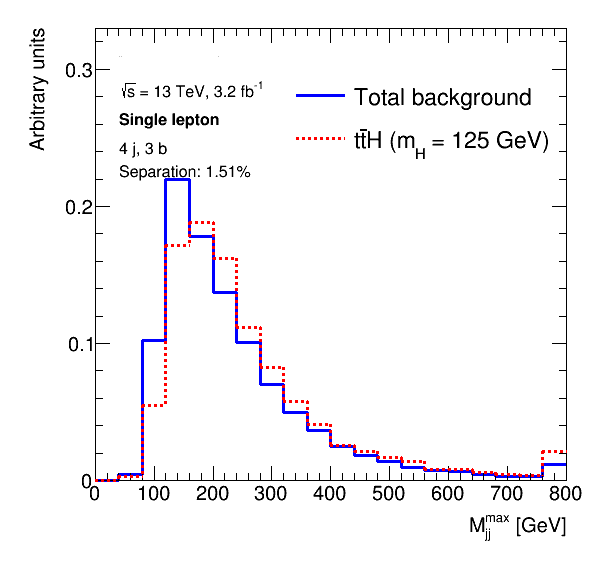 Arbitrary units
0.3
0.2
0.1
0
√s = 13 TeV, 3.2 fb⁻¹
Single lepton
4 j, 3 b
Separation: 1.51%
Total background
tt̄H (m_H = 125 GeV)
0 100 200 300 400 500 600 700 800
M_jj^max [GeV]